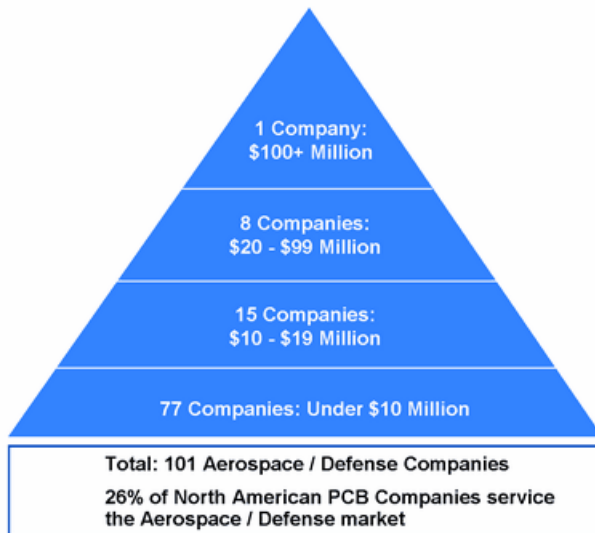 1 Company:
$100+ Million
8 Companies:
$20 - $99 Million
15 Companies:
$10 - $19 Million
77 Companies: Under $10 Million
Total: 101 Aerospace / Defense Companies
26% of North American PCB Companies service
the Aerospace / Defense market